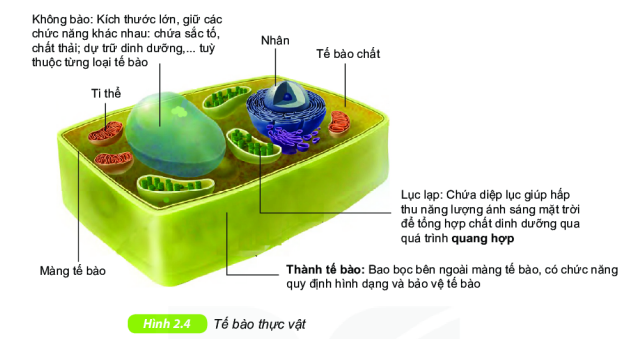 Không bào: Kích thước lớn, giữ các
chức năng khác nhau: chứa sắc tố,
chất thải; dự trữ dinh dưỡng,... tuỳ
thuộc từng loại tế bào
Nhân
Tế bào chất
Ti thể
Lục lạp: Chứa diệp lục giúp hấp
thu năng lượng ánh sáng mặt trời
để tổng hợp chất dinh dưỡng qua
quá trình quang hợp
Màng tế bào
Thành tế bào: Bao bọc bên ngoài màng tế bào, có chức năng
quy định hình dạng và bảo vệ tế bào
Hình 2.4 Tế bào thực vật